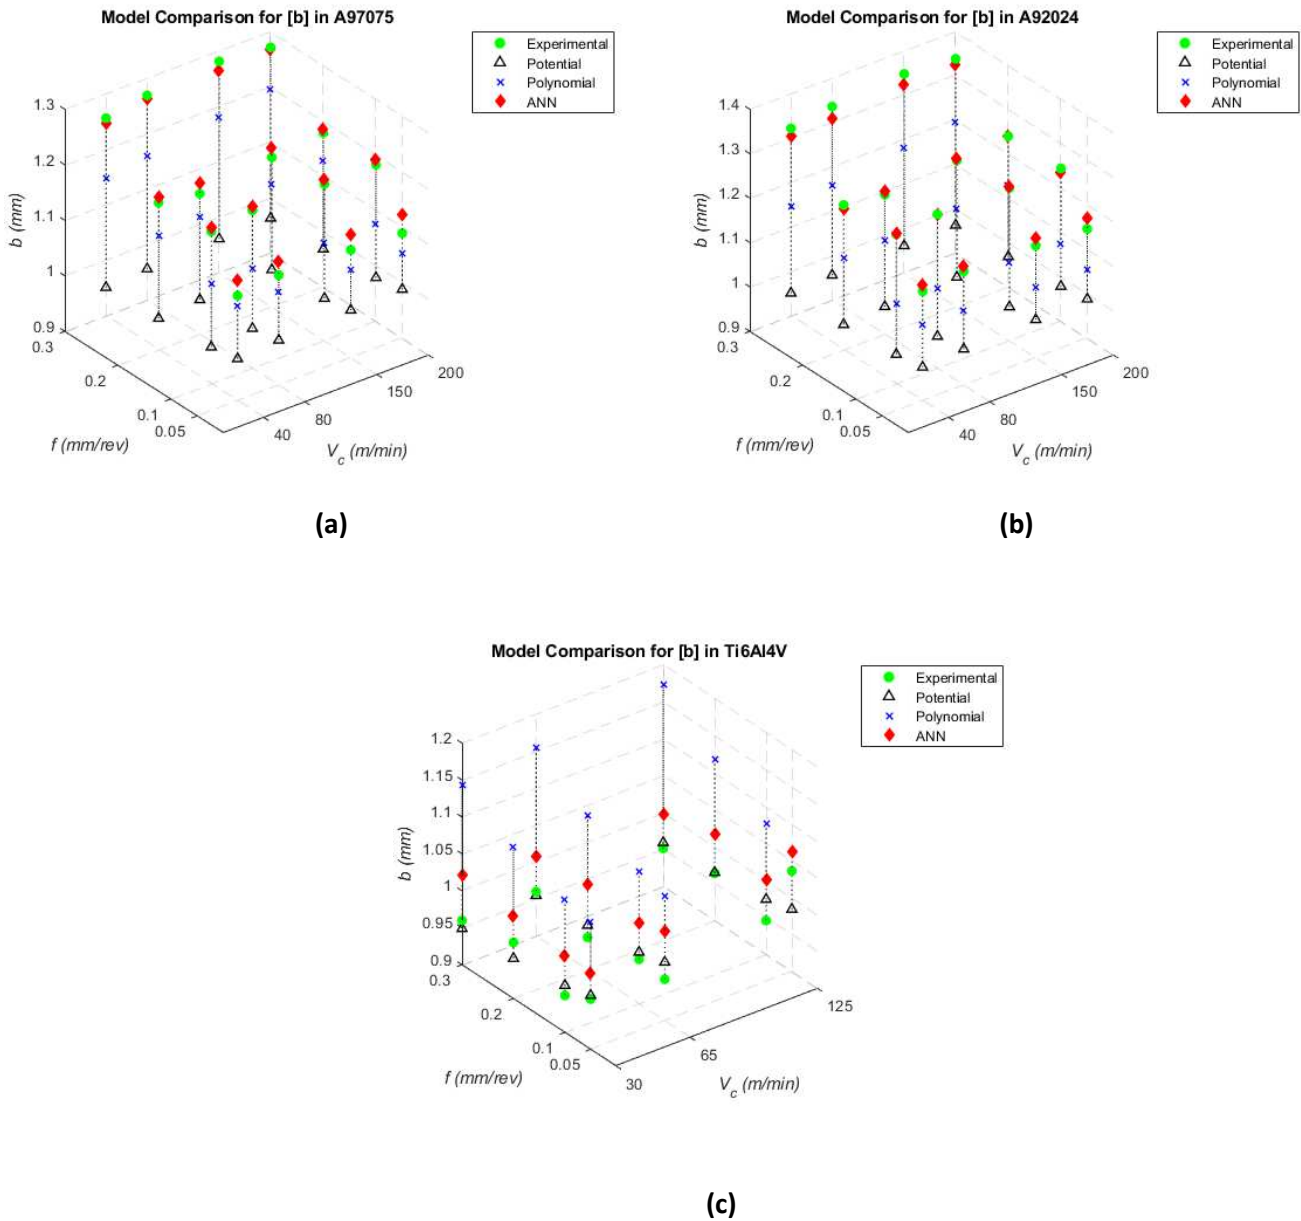 Model Comparison for [b] in A97075
Experimental
Potential
Polynomial
ANN
1.3
1.2
1.1
1
0.9
b (mm)
0.3
0.2
0.1
0.05
f (mm/rev)
40
80
150
200
V_c (m/min)
(a)
Model Comparison for [b] in A92024
Experimental
Potential
Polynomial
ANN
1.4
1.3
1.2
1.1
1
0.9
b (mm)
0.3
0.2
0.1
0.05
f (mm/rev)
40
80
150
200
V_c (m/min)
(b)
Model Comparison for [b] in Ti6Al4V
Experimental
Potential
Polynomial
ANN
1.2
1.15
1.1
1.05
1
0.95
0.9
b (mm)
0.3
0.2
0.1
0.05
f (mm/rev)
30
65
125
V_c (m/min)
(c)